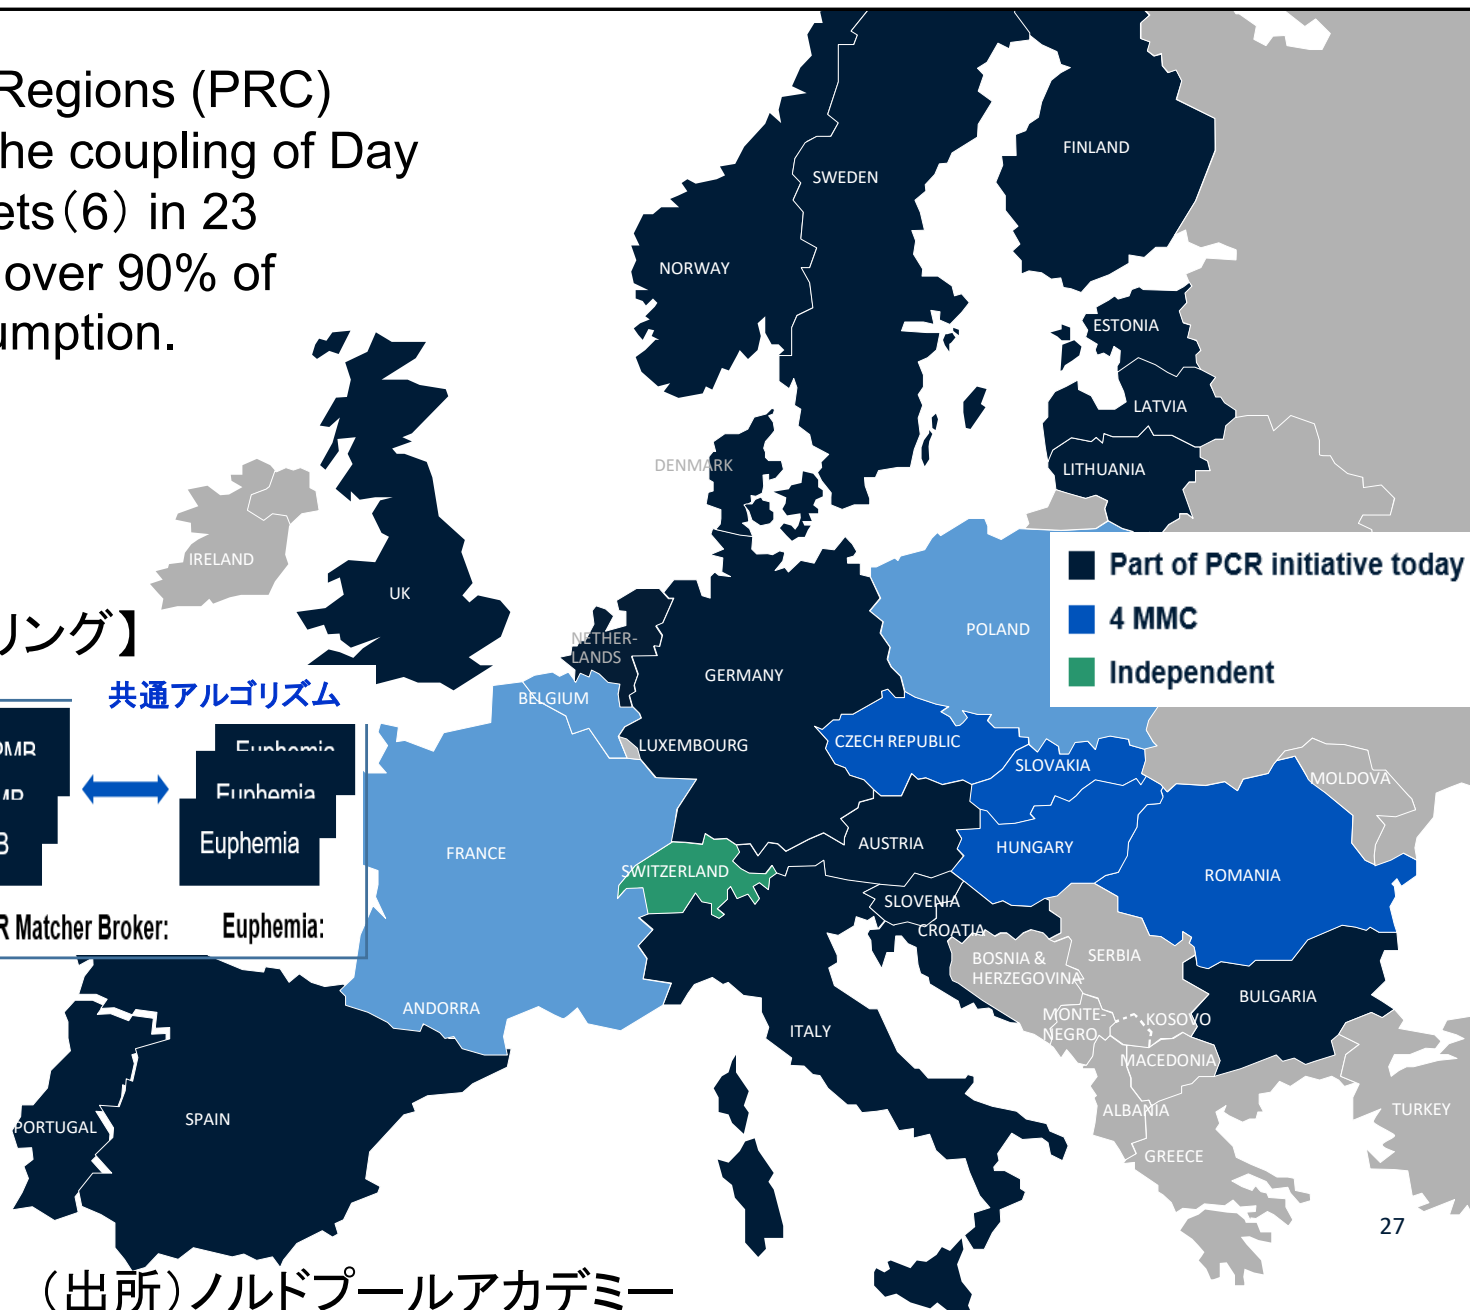 Regions (PRC)
he coupling of Day
ets(6) in 23
over 90% of
umption.
FINLAND
SWEDEN
NORWAY
ESTONIA
LATVIA
DENMARK
LITHUANIA
IRELAND
Part of PCR initiative today
UK
4 MMC
リング】
POLAND
NETHER-
LANDS
Independent
GERMANY
共通アルゴリズム
BELGIUM
LUXEMBOURG
CZECH REPUBLIC
SLOVAKIA
PMB
Euphemia
MOLDOVA
MB
Euphemia
B
Euphemia
AUSTRIA
HUNGARY
FRANCE
SWITZERLAND
ROMANIA
SLOVENIA
R Matcher Broker:
Euphemia:
CROATIA
BOSNIA &
HERZEGOVINA
SERBIA
BULGARIA
ANDORRA
MONTE-
NEGRO
KOSOVO
ITALY
MACEDONIA
ALBANIA
TURKEY
PORTUGAL
SPAIN
GREECE
27
(出所)ノルドプールアカデミー